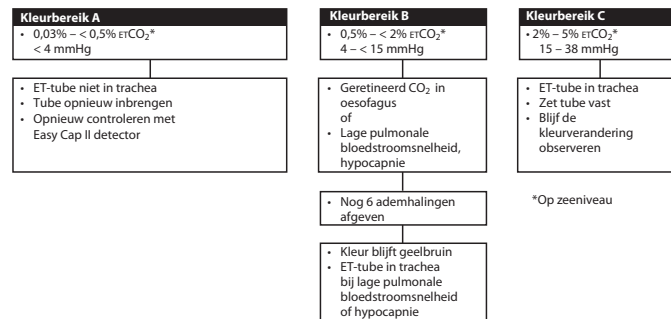 Kleurbereik A
• 0,03% – < 0,5% ETCO₂*
< 4 mmHg
• ET-tube niet in trachea
• Tube opnieuw inbrengen
• Opnieuw controleren met
Easy Cap II detector
Kleurbereik B
• 0,5% – < 2% ETCO₂*
4 – < 15 mmHg
• Geretineerd CO₂ in
oesofagus
of
• Lage pulmonale
bloedstroomsnelheid,
hypocapnie
• Nog 6 ademhalingen
afgeven
• Kleur blijft geelbruin
• ET-tube in trachea
bij lage pulmonale
bloedstroomsnelheid
of hypocapnie
Kleurbereik C
• 2% – 5% ETCO₂*
15 – 38 mmHg
• ET-tube in trachea
• Zet tube vast
• Blijf de
kleurverandering
observeren
*Op zeeniveau